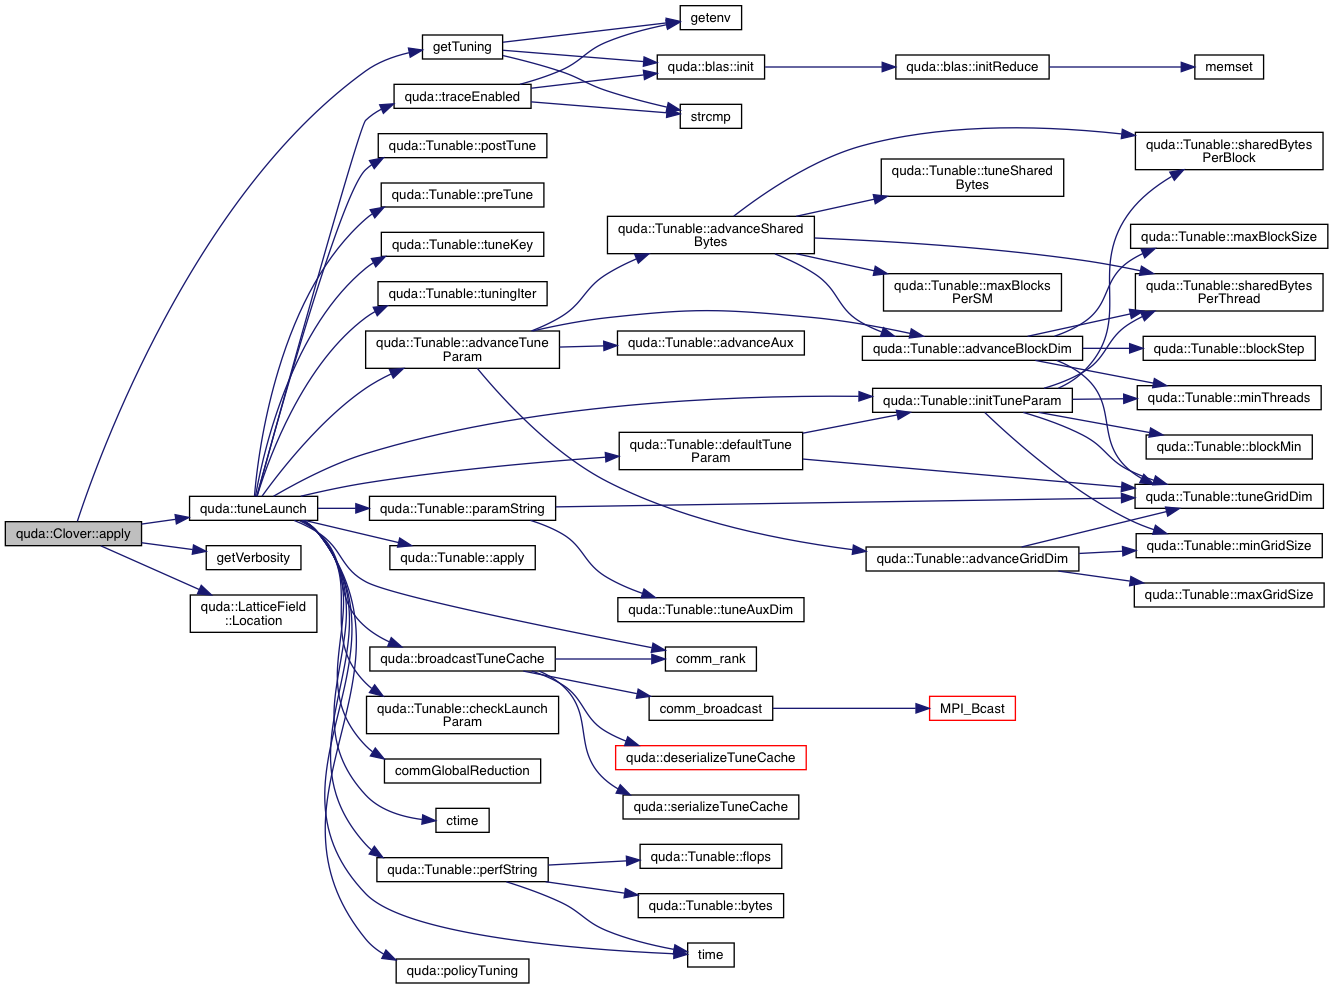 getenv
getTuning
quda::blas::init
quda::blas::initReduce
memset
quda::traceEnabled
strcmp
quda::Tunable::postTune
quda::Tunable::sharedBytes
PerBlock
quda::Tunable::tuneShared
Bytes
quda::Tunable::preTune
quda::Tunable::advanceShared
Bytes
quda::Tunable::maxBlockSize
quda::Tunable::tuneKey
quda::Tunable::maxBlocks
PerSM
quda::Tunable::sharedBytes
PerThread
quda::Tunable::tuningIter
quda::Tunable::advanceTune
Param
quda::Tunable::advanceAux
quda::Tunable::advanceBlockDim
quda::Tunable::blockStep
quda::Tunable::initTuneParam
quda::Tunable::minThreads
quda::Tunable::defaultTune
Param
quda::Tunable::blockMin
quda::Tunable::tuneGridDim
quda::tuneLaunch
quda::Tunable::paramString
quda::Clover::apply
quda::Tunable::minGridSize
getVerbosity
quda::Tunable::apply
quda::Tunable::advanceGridDim
quda::Tunable::maxGridSize
quda::LatticeField
::Location
quda::Tunable::tuneAuxDim
quda::broadcastTuneCache
comm_rank
quda::Tunable::checkLaunch
Param
comm_broadcast
MPI_Bcast
quda::deserializeTuneCache
commGlobalReduction
quda::serializeTuneCache
ctime
quda::Tunable::flops
quda::Tunable::perfString
quda::Tunable::bytes
time
quda::policyTuning